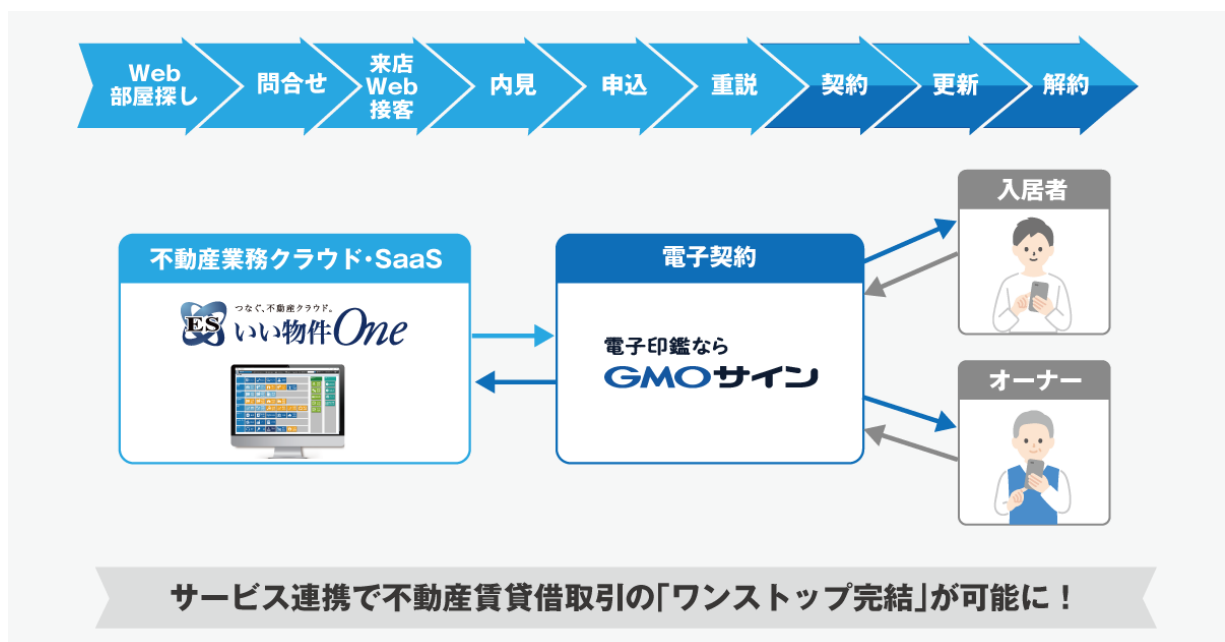 Web
部屋探し
問合せ
来店
Web
接客
内見
申込
重説
契約
更新
解約
入居者
不動産業務クラウド・SaaS
電子契約
つなぐ、不動産クラウド。
ES いい物件One
電子印鑑なら
GMOサイン
オーナー
サービス連携で不動産賃貸借取引の「ワンストップ完結」が可能に！